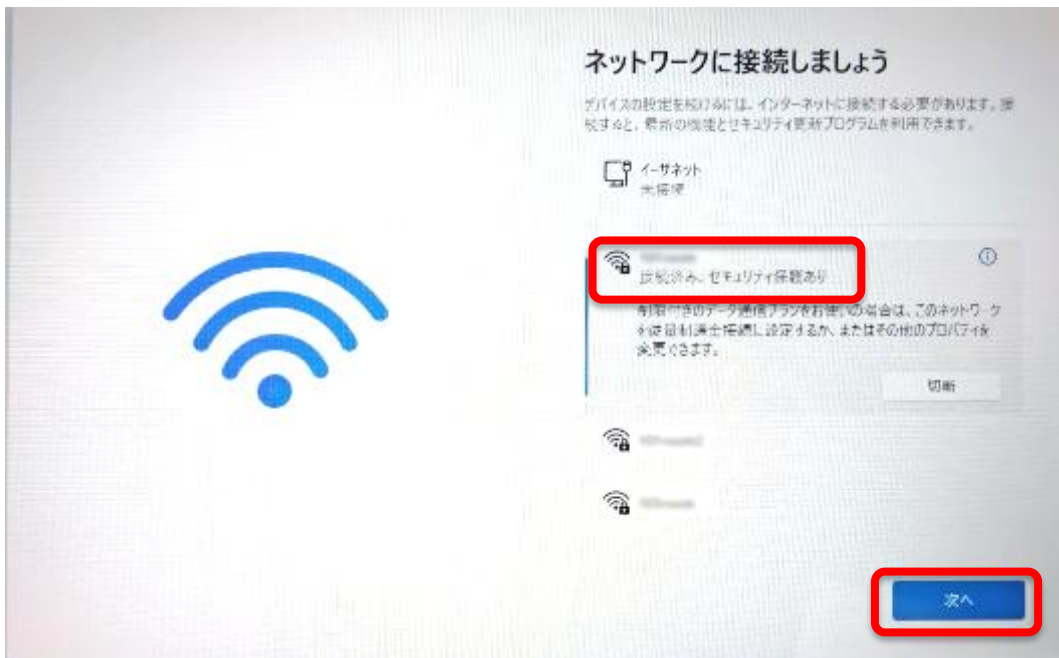 ネットワークに接続しましょう
デバイスの設定を続けるには、インターネットに接続する必要があります。接
続すると、最新の機能とセキュリティ更新プログラムを利用できます。
イーサネット
未接続
接続済み、セキュリティ保護あり
制限付きのデータ通信プランをお使いの場合は、このネットワーク
を従量制課金接続に設定するか、またはその他のプロパティを
変更できます。
切断
次へ